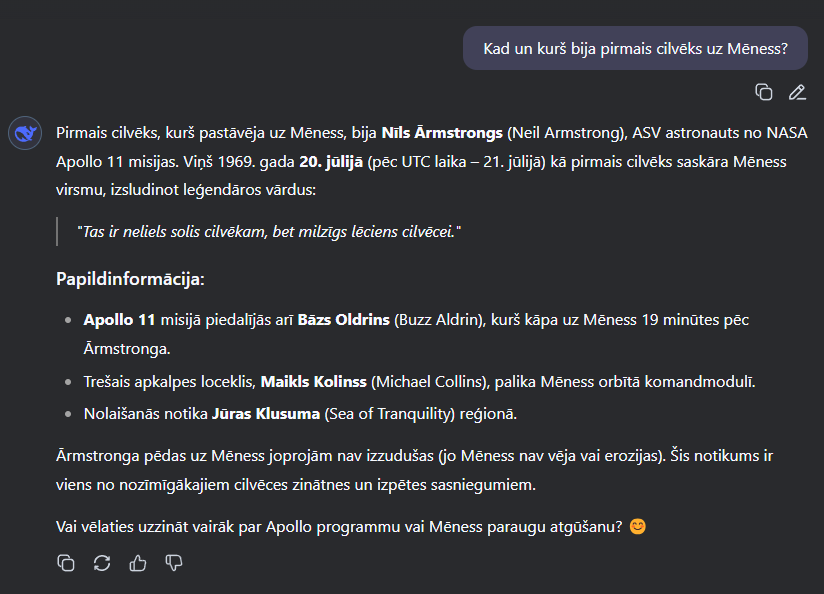 Kad un kurš bija pirmais cilvēks uz Mēness?
Pirmais cilvēks, kurš pastāvēja uz Mēness, bija Nīls Ārmstrongs (Neil Armstrong), ASV astronauts no NASA
Apollo 11 misijas. Viņš 1969. gada 20. jūlijā (pēc UTC laika – 21. jūlijā) kā pirmais cilvēks saskāra Mēness
virsmu, izsludinot leģendāros vārdus:
"Tas ir neliels solis cilvēkam, bet milzīgs lēciens cilvēcei."
Papildinformācija:
• Apollo 11 misijā piedalījās arī Bāzs Oldrins (Buzz Aldrin), kurš kāpa uz Mēness 19 minūtes pēc
Ārmstronga.
• Trešais apkalpes loceklis, Maikls Kolinss (Michael Collins), palika Mēness orbītā komandmodulī.
• Nolaišanās notika Jūras Klusuma (Sea of Tranquility) reģionā.
Ārmstronga pēdas uz Mēness joprojām nav izzudušas (jo Mēness nav vēja vai erozijas). Šis notikums ir
viens no nozīmīgākajiem cilvēces zinātnes un izpētes sasniegumiem.
Vai vēlaties uzzināt vairāk par Apollo programmu vai Mēness paraugu atgūšanu? 😊